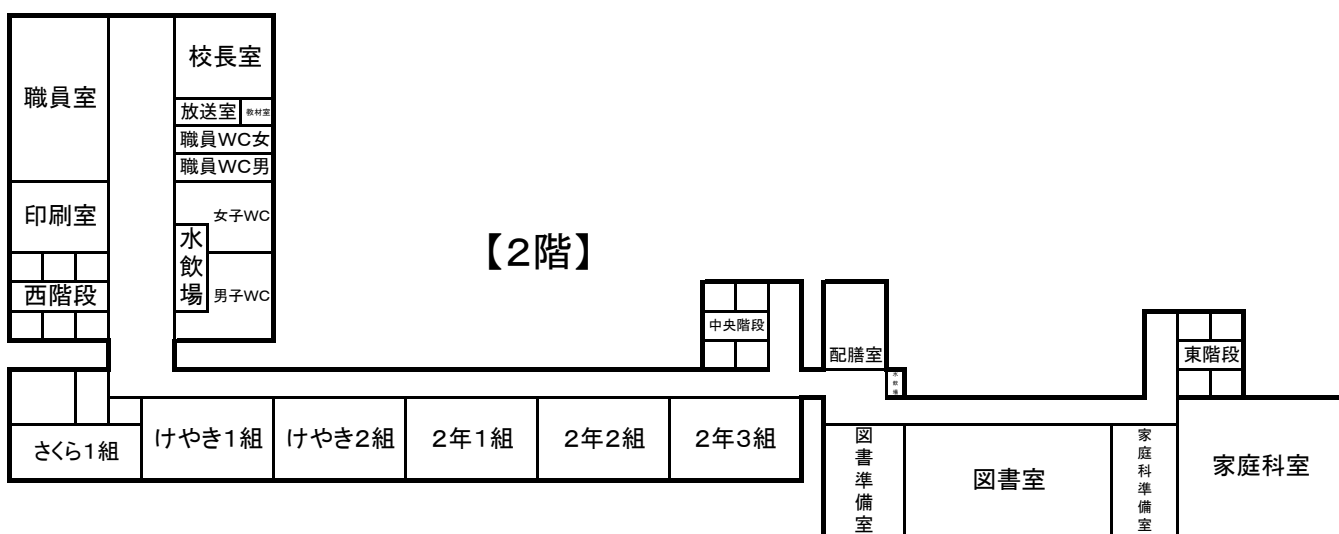 校長室
職員室
放送室
教材室
職員WC女
職員WC男
印刷室
女子WC
水飲場
【2階】
西階段
男子WC
中央階段
配膳室
東階段
水飲場
さくら1組
けやき1組
けやき2組
2年1組
2年2組
2年3組
図書準備室
図書室
家庭科準備室
家庭科室